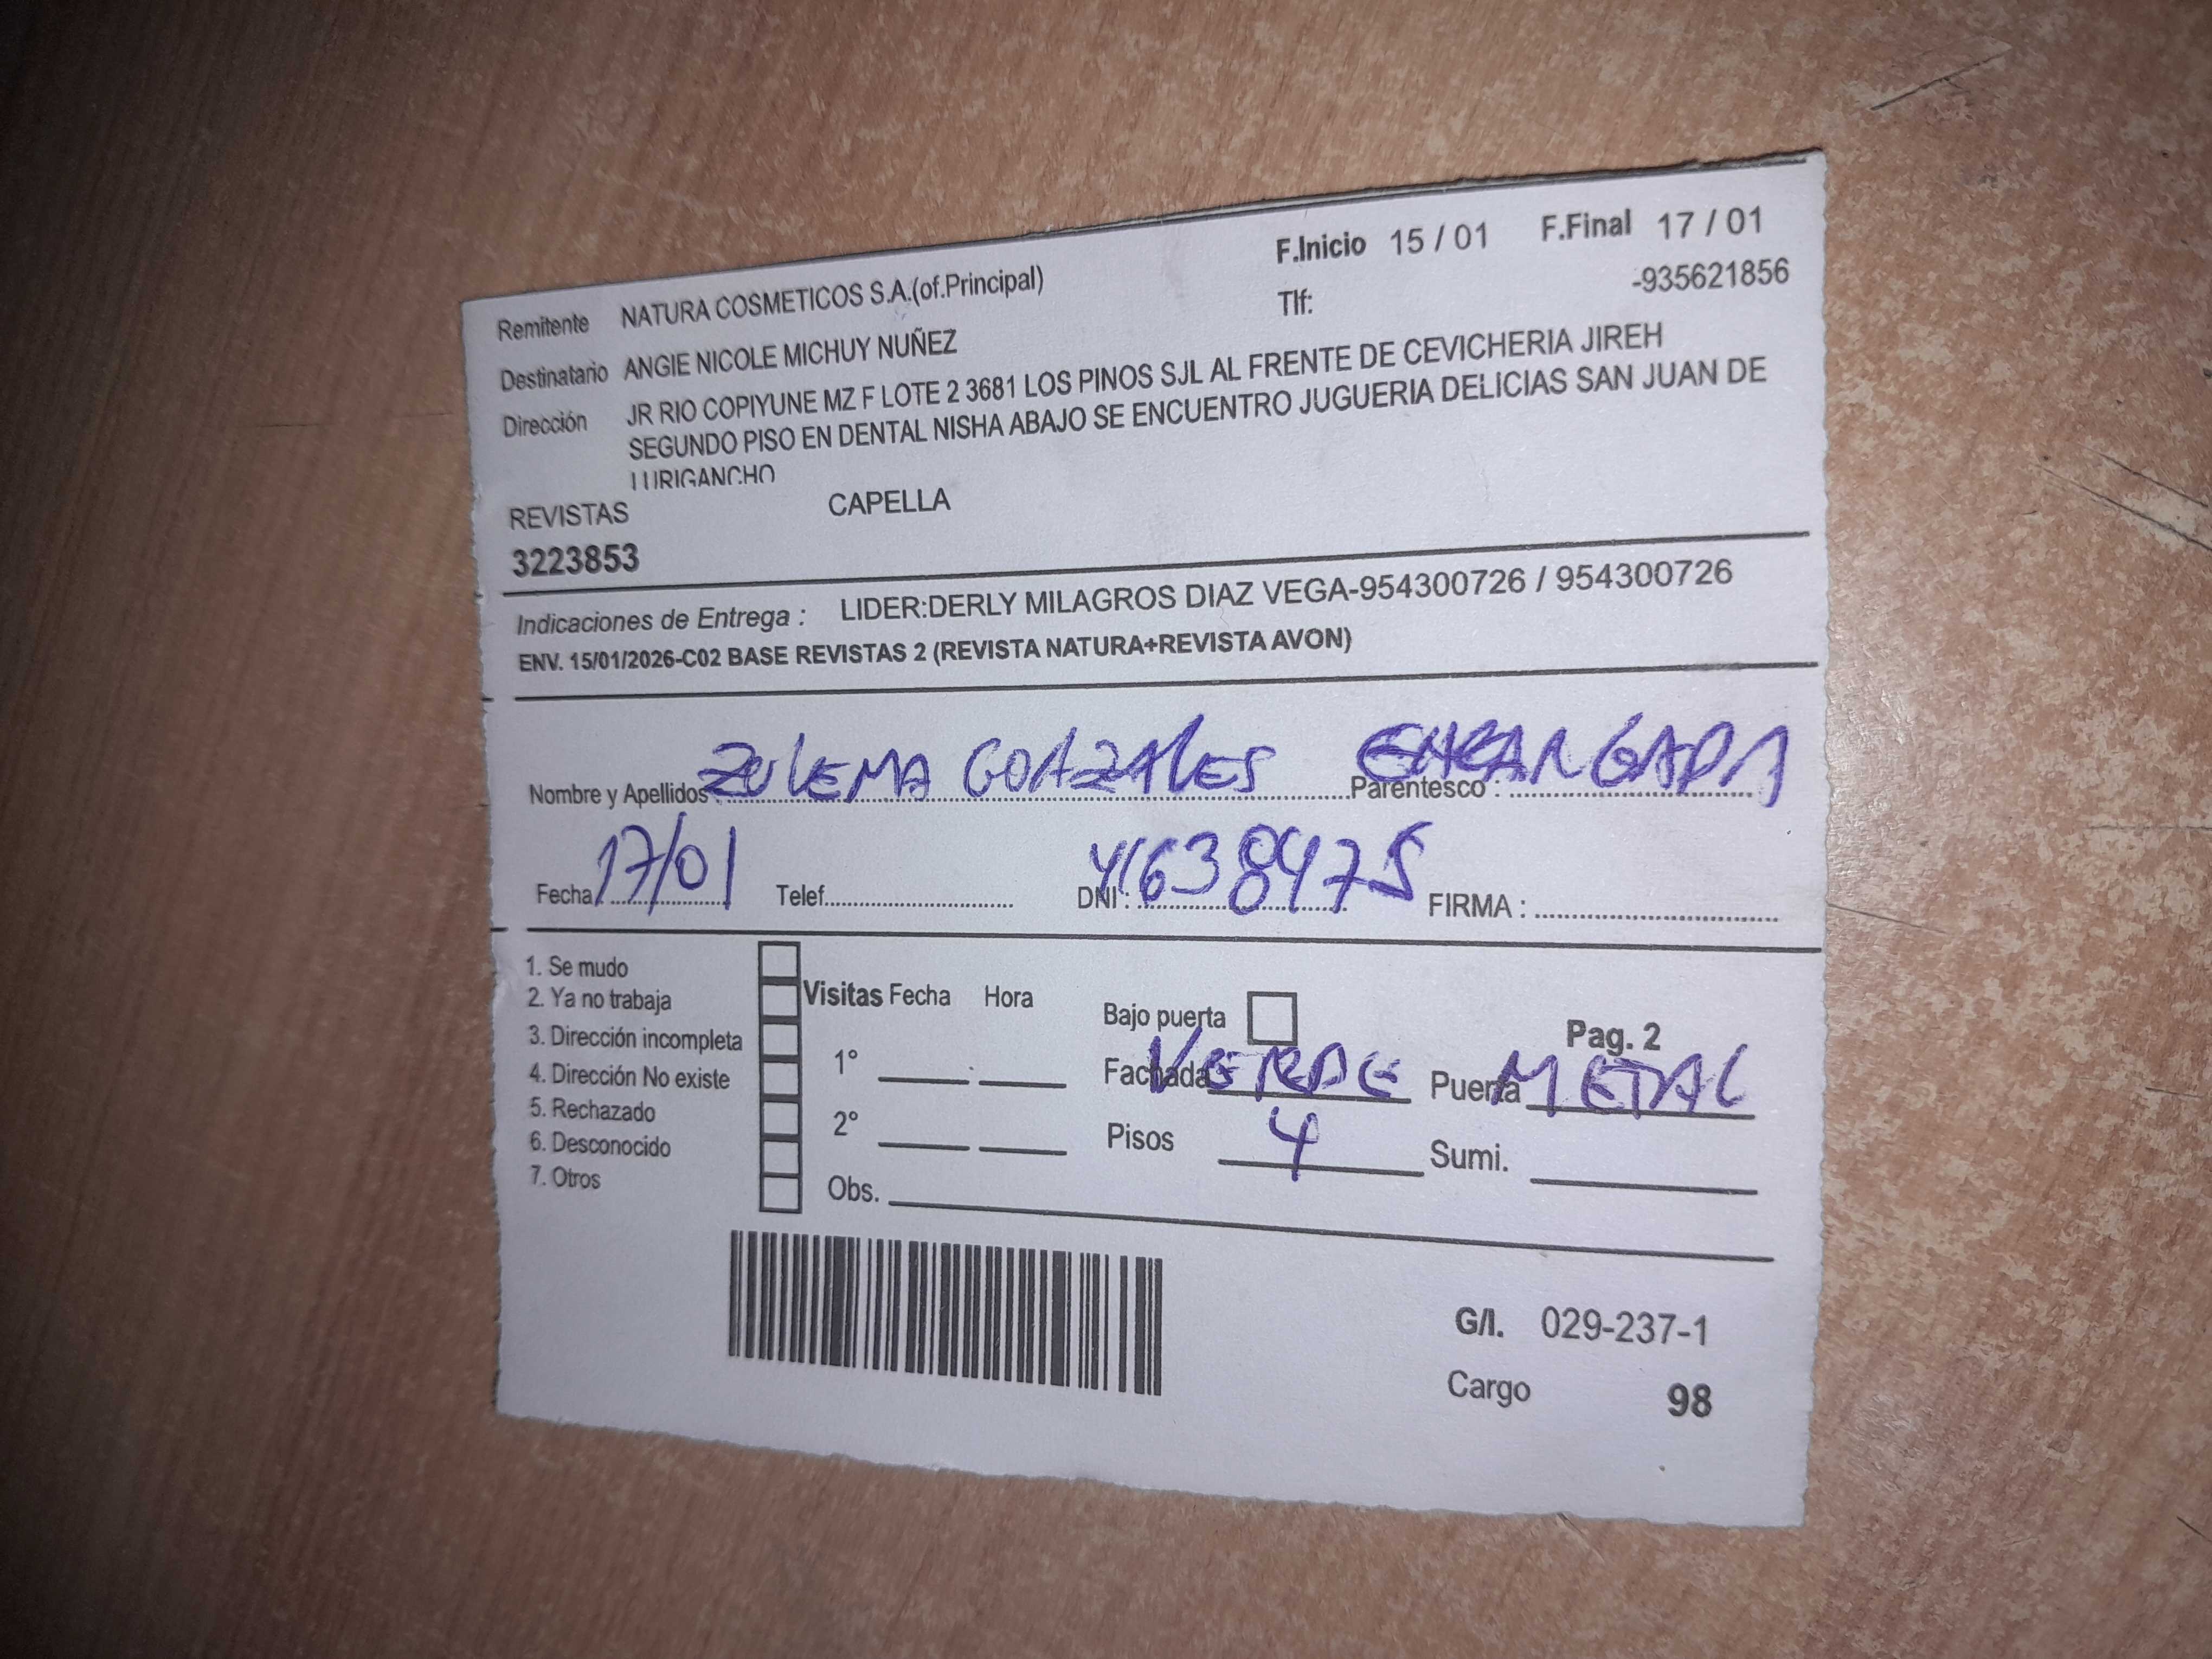 F.Inicio 15 / 01 F.Final 17 / 01
Remitente NATURA COSMETICOS S.A.(of.Principal) Tlf: -935621856
Destinatario ANGIE NICOLE MICHUY NUÑEZ
Dirección JR RIO COPIYUNE MZ F LOTE 2 3681 LOS PINOS SJL AL FRENTE DE CEVICHERIA JIREH
SEGUNDO PISO EN DENTAL NISHA ABAJO SE ENCUENTRO JUGUERIA DELICIAS SAN JUAN DE
LURIGANCHO
REVISTAS CAPELLA
3223853
Indicaciones de Entrega : LIDER:DERLY MILAGROS DIAZ VEGA-954300726 / 954300726
ENV. 15/01/2026-C02 BASE REVISTAS 2 (REVISTA NATURA+REVISTA AVON)
Nombre y Apellidos: ZULEMA GONZALES Parentesco : ENCARGADA
Fecha: 17/01 Telef. DNI : 41638475 FIRMA :
1. Se mudo
2. Ya no trabaja
3. Dirección incompleta
4. Dirección No existe
5. Rechazado
6. Desconocido
7. Otros
Visitas Fecha Hora
1°
2°
Obs.
Bajo puerta Pag. 2
Fachada VERDE Puerta METAL
Pisos 4 Sumi.
G/I. 029-237-1
Cargo 98